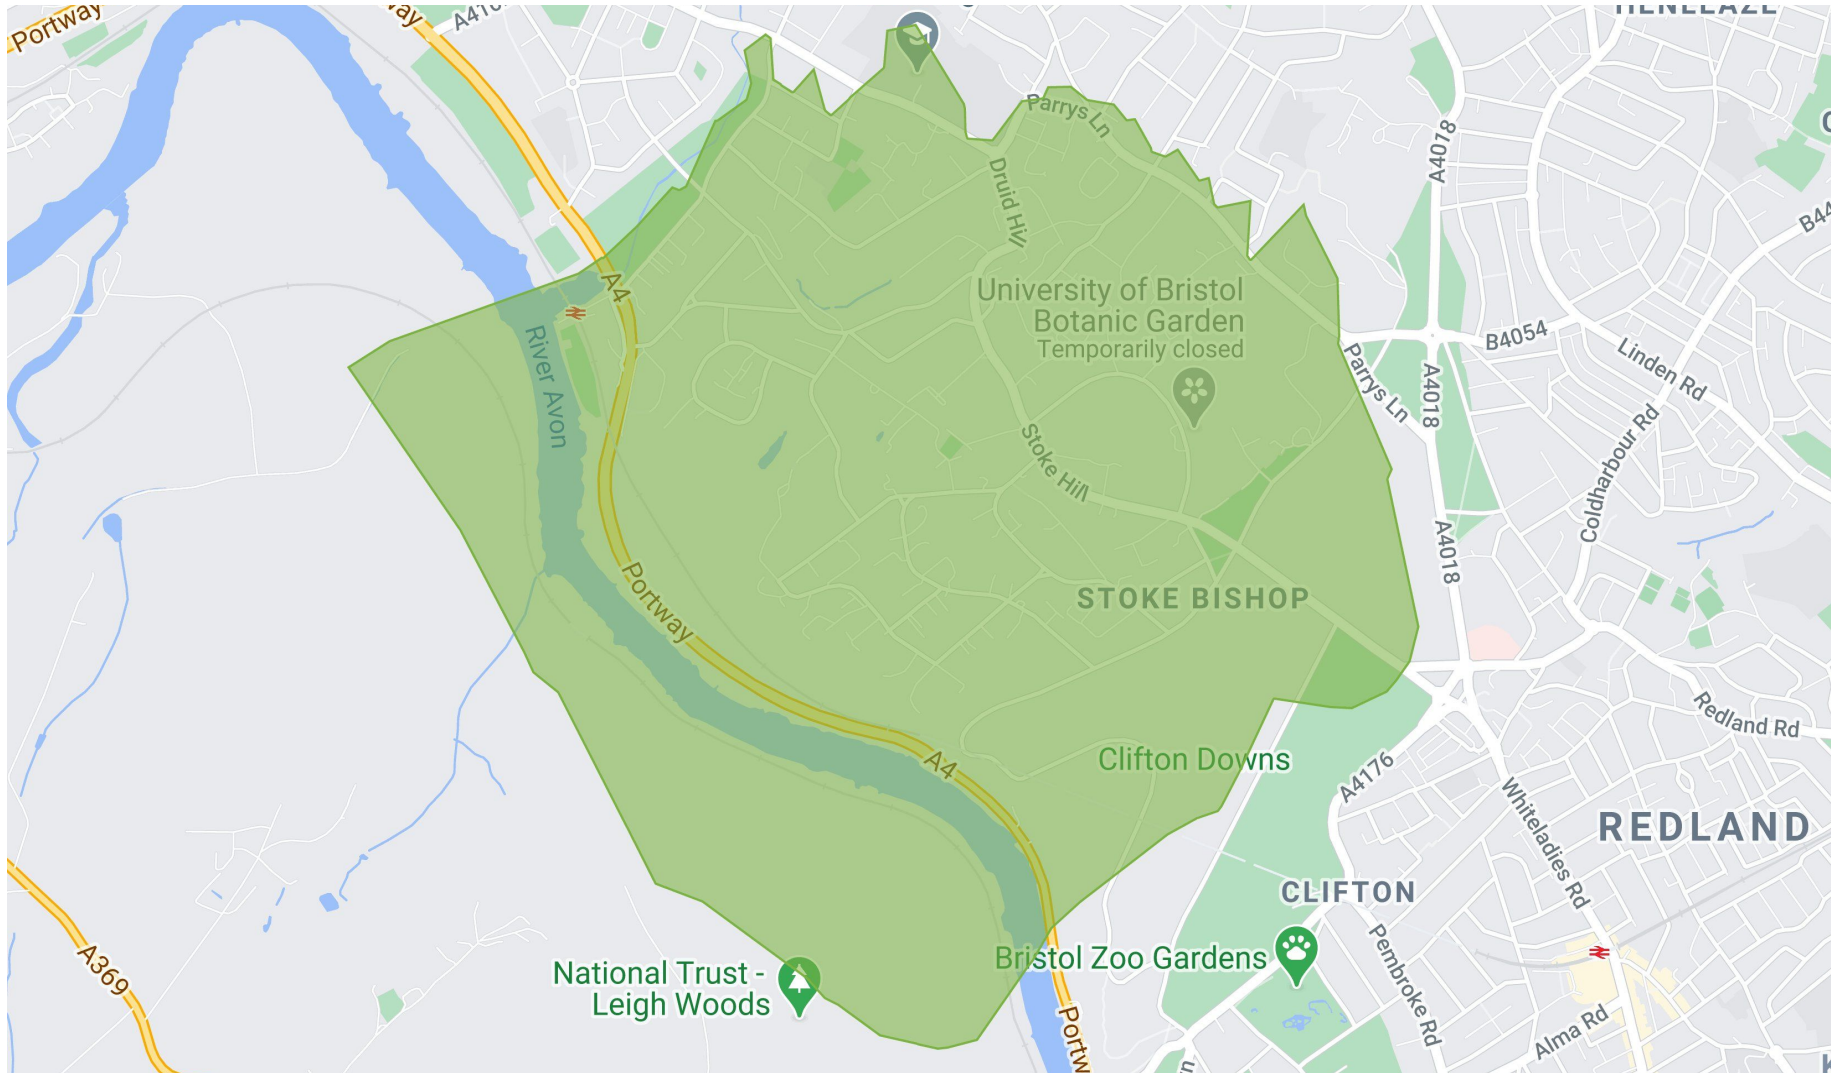 Portway
A4018
Parrys Ln
Druid Hill
A4018
B4054
Linden Rd
University of Bristol
Botanic Garden
Temporarily closed
A4
River Avon
Parrys Ln
A4018
Coldharbour Rd
Stoke Hill
A4018
Portway
STOKE BISHOP
Redland Rd
Clifton Downs
A4
A4176
Whiteladies Rd
REDLAND
CLIFTON
A369
National Trust -
Leigh Woods
Bristol Zoo Gardens
Pembroke Rd
Alma Rd